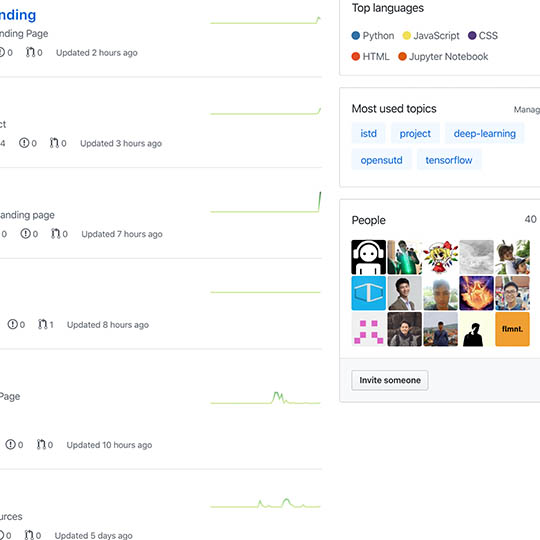 nding
nding Page
0 0 Updated 2 hours ago
ct
4 0 0 Updated 3 hours ago
anding page
0 0 0 Updated 7 hours ago
0 1 Updated 8 hours ago
Page
0 0 Updated 10 hours ago
urces
0 0 Updated 5 days ago
Top languages
Python JavaScript CSS
HTML Jupyter Notebook
Most used topics Manag
istd project deep-learning
opensutd tensorflow
People 40
flmnt.
Invite someone